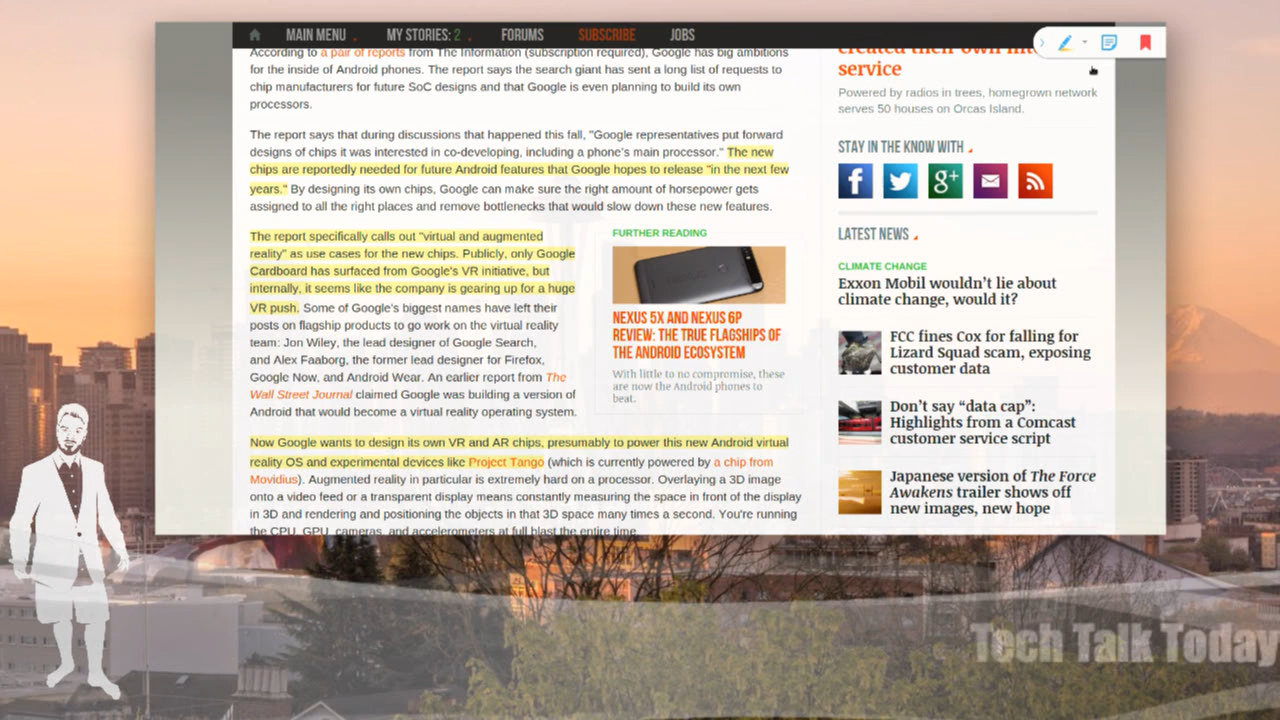 MAIN MENU
MY STORIES: 2
FORUMS
SUBSCRIBE
JOBS
According to a pair of reports from The Information (subscription required), Google has big ambitions
for the inside of Android phones. The report says the search giant has sent a long list of requests to
chip manufacturers for future SoC designs and that Google is even planning to build its own
processors.
The report says that during discussions that happened this fall, "Google representatives put forward
designs of chips it was interested in co-developing, including a phone's main processor." The new
chips are reportedly needed for future Android features that Google hopes to release "in the next few
years." By designing its own chips, Google can make sure the right amount of horsepower gets
assigned to all the right places and remove bottlenecks that would slow down these new features.
The report specifically calls out "virtual and augmented
reality" as use cases for the new chips. Publicly, only Google
Cardboard has surfaced from Google's VR initiative, but
internally, it seems like the company is gearing up for a huge
VR push. Some of Google's biggest names have left their
posts on flagship products to go work on the virtual reality
team: Jon Wiley, the lead designer of Google Search,
and Alex Faaborg, the former lead designer for Firefox,
Google Now, and Android Wear. An earlier report from The
Wall Street Journal claimed Google was building a version of
Android that would become a virtual reality operating system.
FURTHER READING
NEXUS 5X AND NEXUS 6P
REVIEW: THE TRUE FLAGSHIPS OF
THE ANDROID ECOSYSTEM
With little to no compromise, these
are now the Android phones to
beat.
Now Google wants to design its own VR and AR chips, presumably to power this new Android virtual
reality OS and experimental devices like Project Tango (which is currently powered by a chip from
Movidius). Augmented reality in particular is extremely hard on a processor. Overlaying a 3D image
onto a video feed or a transparent display means constantly measuring the space in front of the display
in 3D and rendering and positioning the objects in that 3D space many times a second. You're running
the CPU, GPU, cameras, and accelerometers at full blast the entire time.
created their own
service
Powered by radios in trees, homegrown network
serves 50 houses on Orcas Island.
STAY IN THE KNOW WITH
f
g+
LATEST NEWS
CLIMATE CHANGE
Exxon Mobil wouldn't lie about
climate change, would it?
FCC fines Cox for falling for
Lizard Squad scam, exposing
customer data
Don't say "data cap":
Highlights from a Comcast
customer service script
Japanese version of The Force
Awakens trailer shows off
new images, new hope
Tech Talk Today